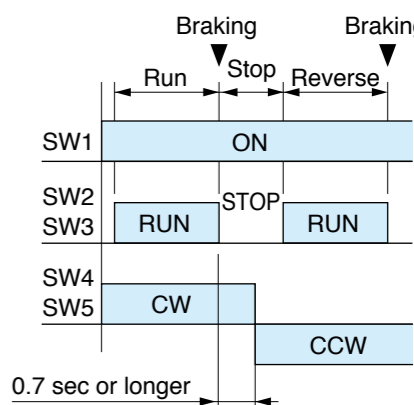 Braking Braking
Run Stop Reverse
SW1 ON
SW2 STOP
SW3 RUN RUN
SW4
SW5 CW
CCW
0.7 sec or longer